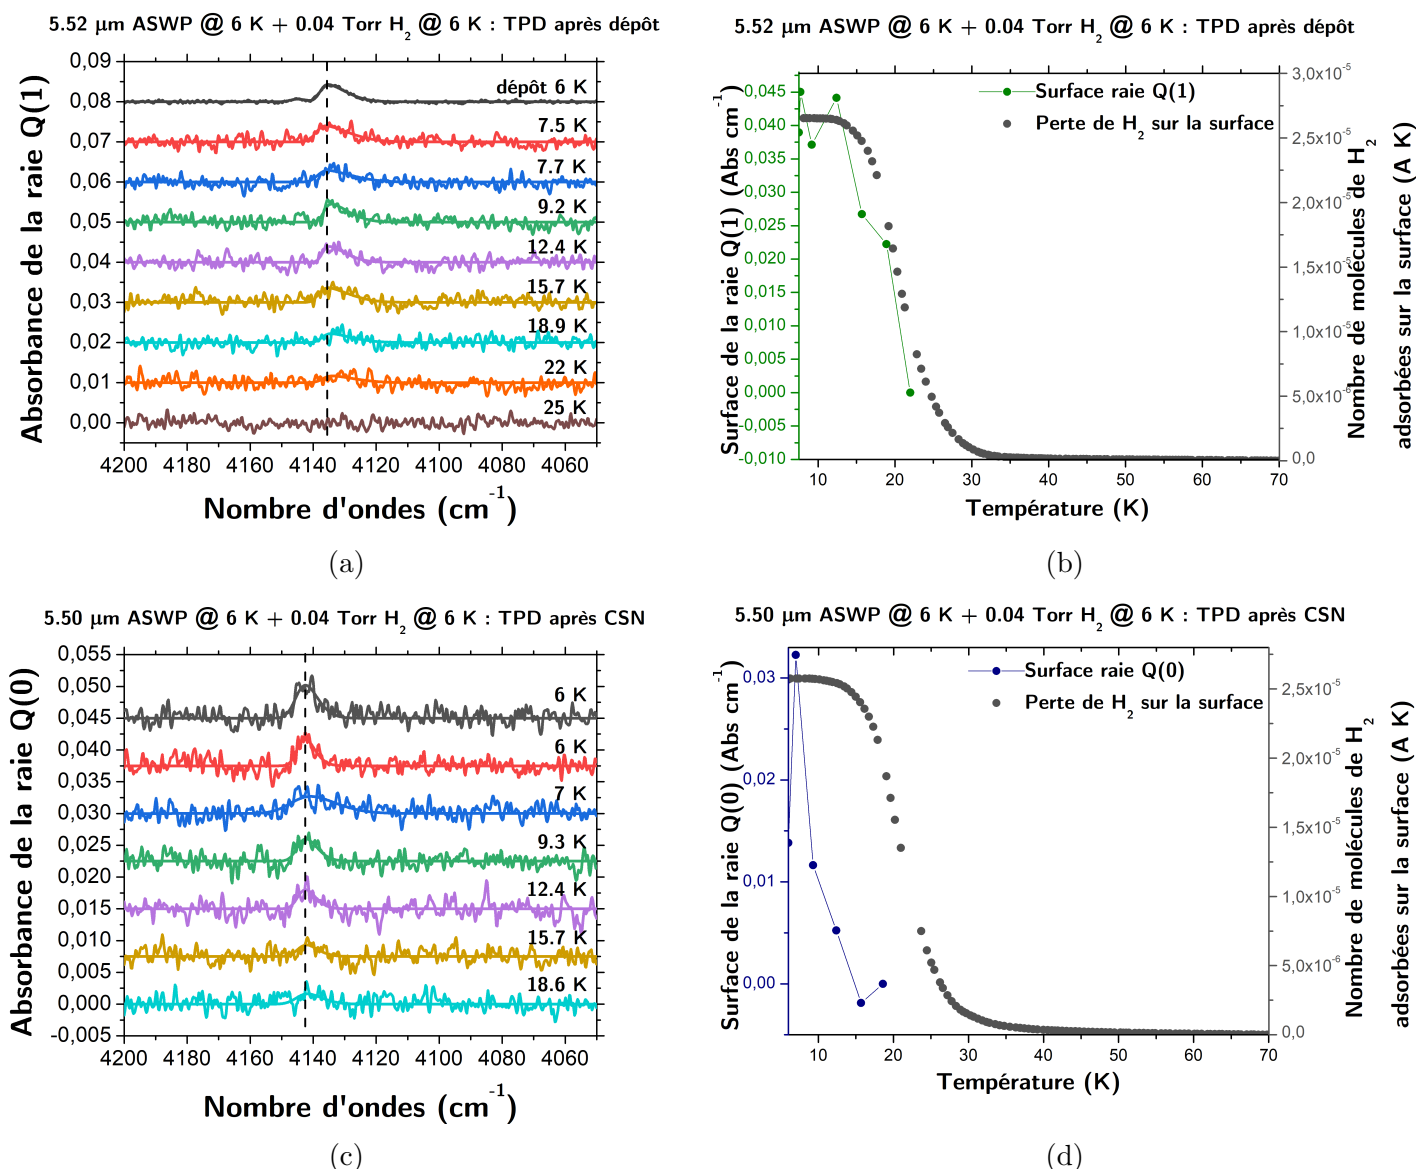 5.52 µm ASWP @ 6 K + 0.04 Torr H2 @ 6 K : TPD après dépôt
Absorbance de la raie Q(1)
0,09
0,08
0,07
0,06
0,05
0,04
0,03
0,02
0,01
0,00
dépôt 6 K
7.5 K
7.7 K
9.2 K
12.4 K
15.7 K
18.9 K
22 K
25 K
4200 4180 4160 4140 4120 4100 4080 4060
Nombre d'ondes (cm-1)
(a)
5.52 µm ASWP @ 6 K + 0.04 Torr H2 @ 6 K : TPD après dépôt
Surface de la raie Q(1) (Abs cm-1)
0,045
0,040
0,035
0,030
0,025
0,020
0,015
0,010
0,005
0,000
-0,005
-0,010
Surface raie Q(1)
Perte de H2 sur la surface
3,0x10-5
2,5x10-5
2,0x10-5
1,5x10-5
1,0x10-5
5,0x10-6
0,0
Nombre de molécules de H2
adsorbées sur la surface (A K)
10 20 30 40 50 60 70
Température (K)
(b)
5.50 µm ASWP @ 6 K + 0.04 Torr H2 @ 6 K : TPD après CSN
Absorbance de la raie Q(0)
0,055
0,050
0,045
0,040
0,035
0,030
0,025
0,020
0,015
0,010
0,005
0,000
-0,005
6 K
6 K
7 K
9.3 K
12.4 K
15.7 K
18.6 K
4200 4180 4160 4140 4120 4100 4080 4060
Nombre d'ondes (cm-1)
(c)
5.50 µm ASWP @ 6 K + 0.04 Torr H2 @ 6 K : TPD après CSN
Surface de la raie Q(0) (Abs cm-1)
0,03
0,02
0,01
0,00
Surface raie Q(0)
Perte de H2 sur la surface
2,5x10-5
2,0x10-5
1,5x10-5
1,0x10-5
5,0x10-6
0,0
Nombre de molécules de H2
adsorbées sur la surface (A K)
10 20 30 40 50 60 70
Température (K)
(d)